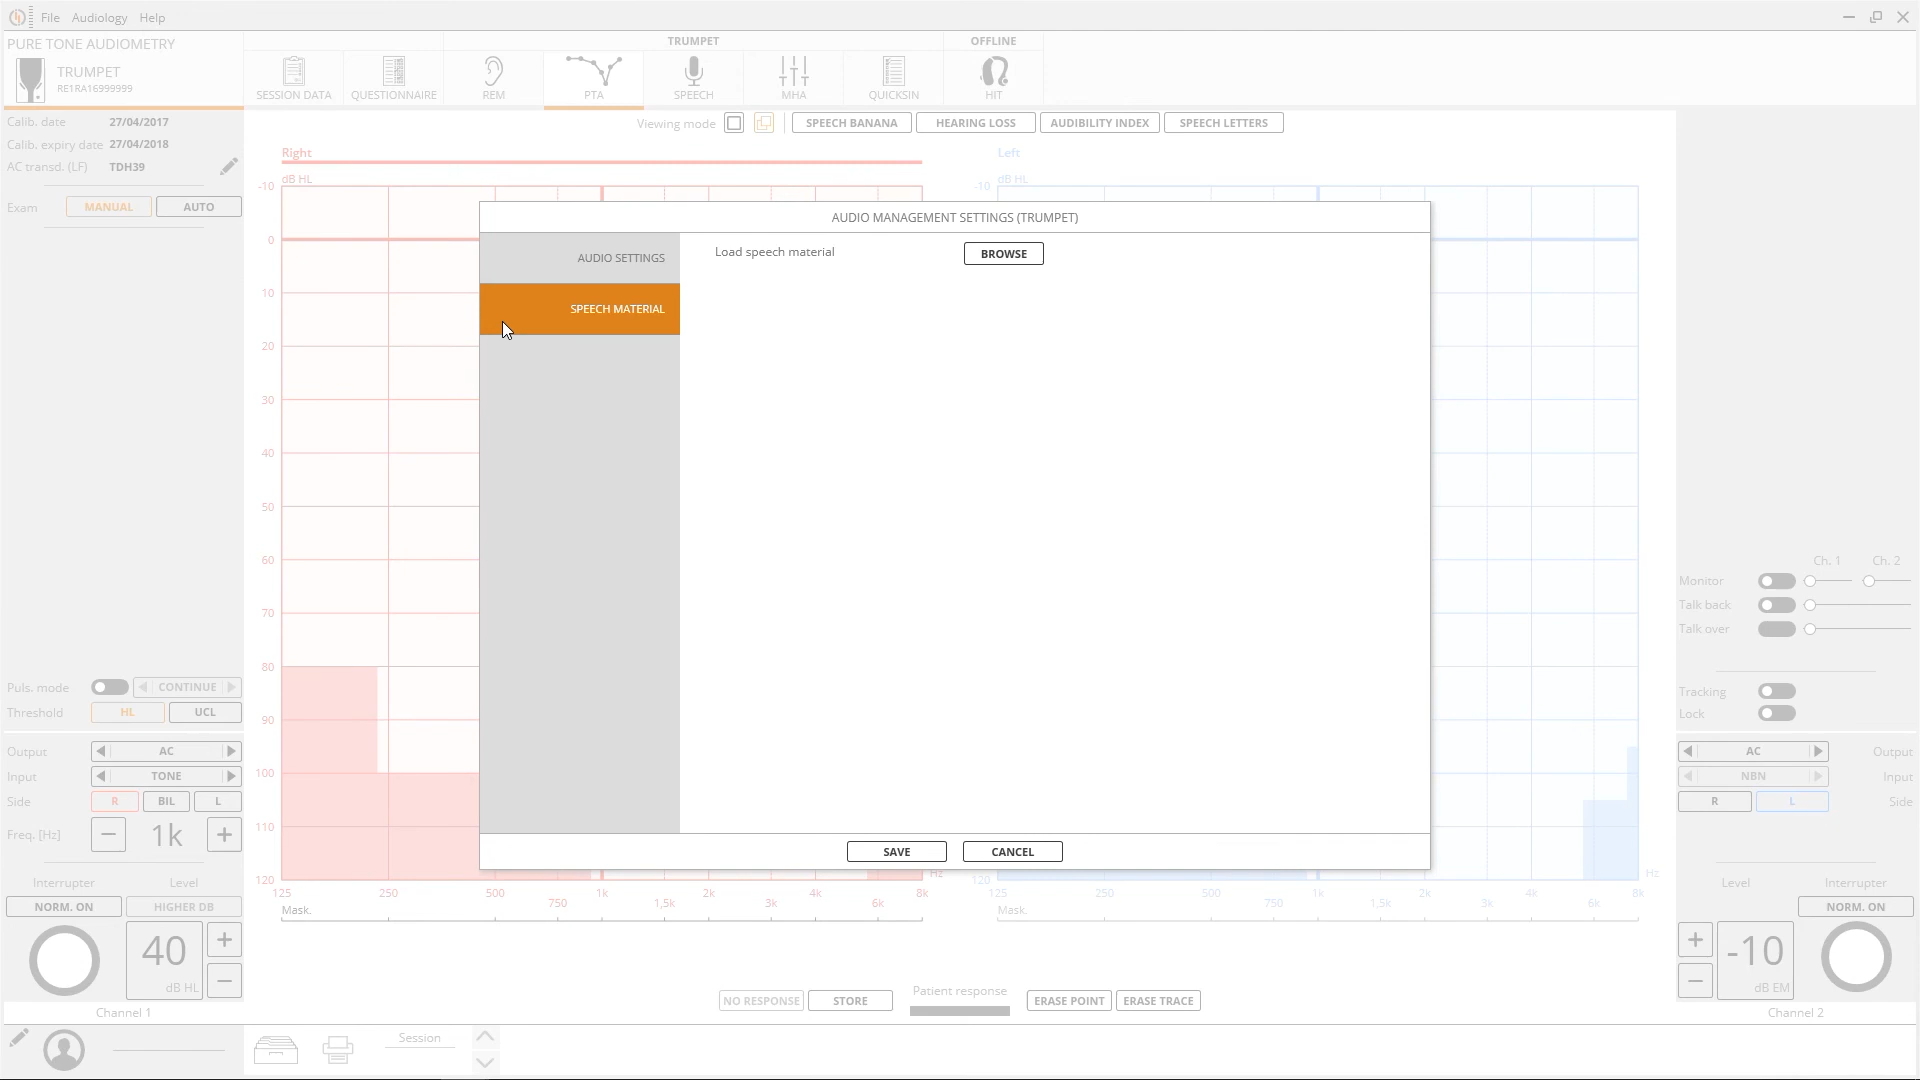 File Audiology Help
PURE TONE AUDIOMETRY
TRUMPET
RE1RA16999999
TRUMPET
OFFLINE
SESSION DATA
QUESTIONNAIRE
REM
PTA
SPEECH
MHA
QUICKSIN
HIT
Calib. date 27/04/2017
Calib. expiry date 27/04/2018
AC transd. (LF) TDH39
Exam MANUAL AUTO
Viewing mode
SPEECH BANANA
HEARING LOSS
AUDIBILITY INDEX
SPEECH LETTERS
Right
dB HL
-10
0
10
20
30
40
50
60
70
80
90
100
110
120
125 250 500 1k 2k 4k 8k
Hz
750 1,5k 3k 6k
Mask.
Left
dB HL
-10
120
125 250 500 1k 2k 4k 8k
Hz
750 1,5k 3k 6k
Mask.
AUDIO MANAGEMENT SETTINGS (TRUMPET)
AUDIO SETTINGS
SPEECH MATERIAL
Load speech material
BROWSE
SAVE
CANCEL
Puls. mode CONTINUE
Threshold HL UCL
Output AC
Input TONE
Side R BIL L
Freq. [Hz] 1k
Interrupter Level
NORM. ON HIGHER DB
40
dB HL
Channel 1
Ch. 1 Ch. 2
Monitor
Talk back
Talk over
Tracking
Lock
AC Output
NBN Input
R L Side
Level Interrupter
NORM. ON
-10
dB EM
Channel 2
NO RESPONSE
STORE
Patient response
ERASE POINT
ERASE TRACE
Session